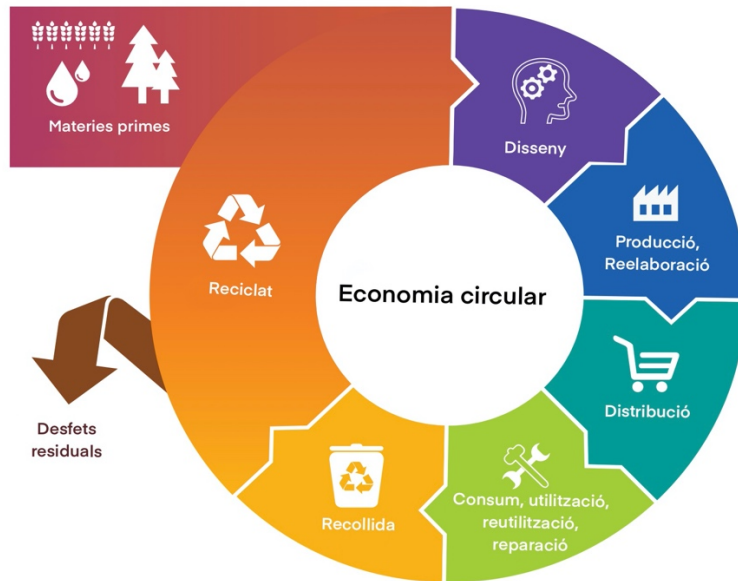 Materies primes
Disseny
Producció,
Reelaboració
Reciclat
Economia circular
Distribució
Desfets
residuals
Consum, utilització,
reutilització,
reparació
Recollida